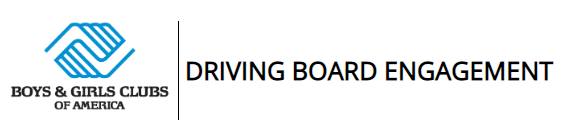 BOYS & GIRLS CLUBS
OF AMERICA
DRIVING BOARD ENGAGEMENT